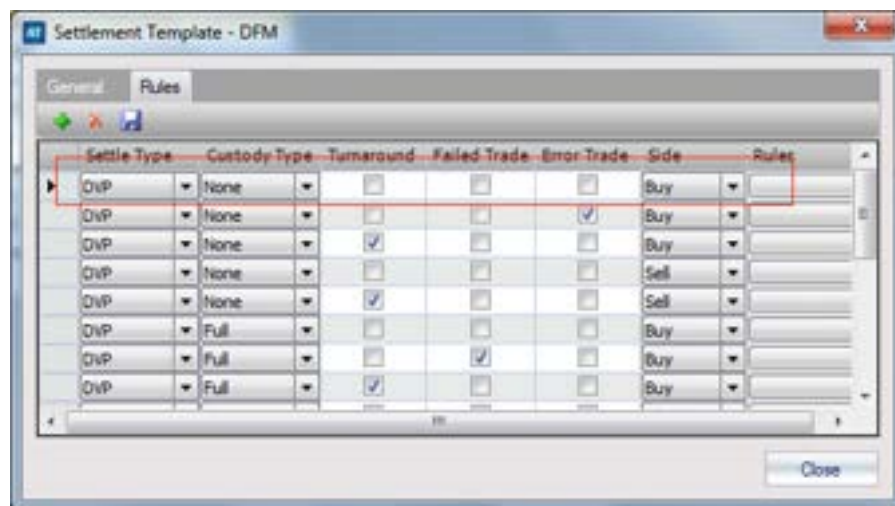 AT Settlement Template - DFM
General Rules
Settle Type Custody Type Turnaround Failed Trade Error Trade Side Rules
DVP None Buy
DVP None Buy
DVP None Buy
DVP None Sell
DVP None Sell
DVP Full Buy
DVP Full Buy
DVP Full Buy
Close